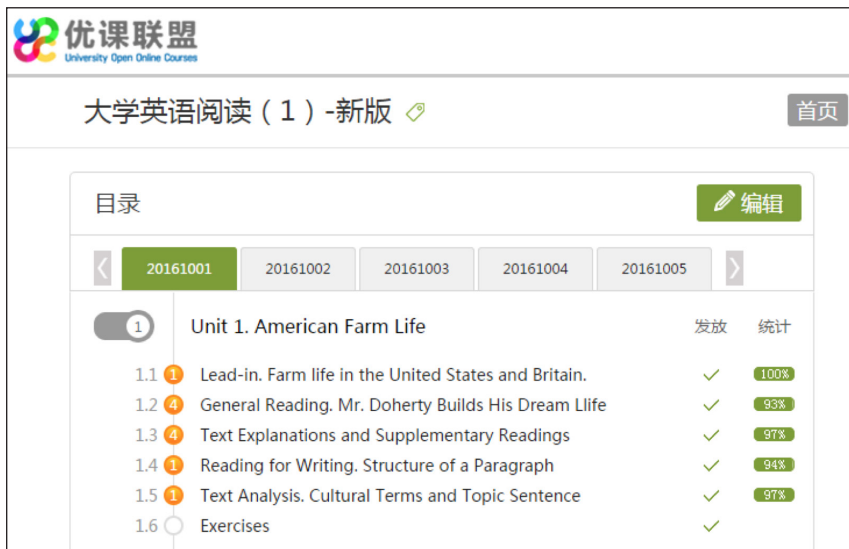 优课联盟
University Open Online Courses
大学英语阅读（1）-新版 首页
目录 编辑
20161001 20161002 20161003 20161004 20161005
1 Unit 1. American Farm Life 发放 统计
1.1 1 Lead-in. Farm life in the United States and Britain. 100%
1.2 4 General Reading. Mr. Doherty Builds His Dream Llife 93%
1.3 4 Text Explanations and Supplementary Readings 97%
1.4 1 Reading for Writing. Structure of a Paragraph 94%
1.5 1 Text Analysis. Cultural Terms and Topic Sentence 97%
1.6 Exercises